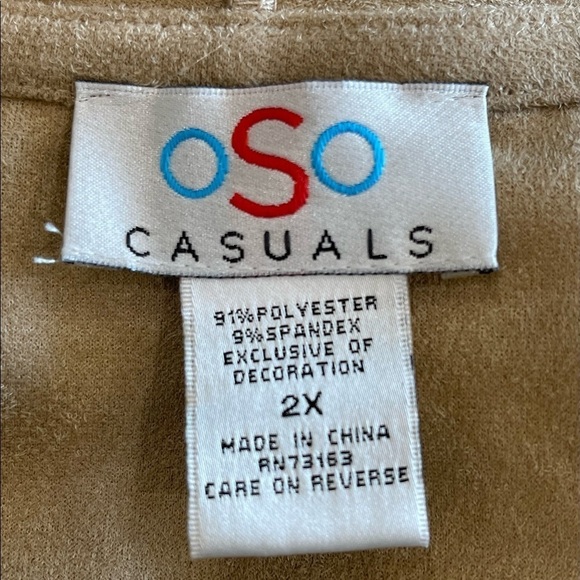 oSo
CASUALS
91%POLYESTER
9%SPANDEX
EXCLUSIVE OF
DECORATION
2X
MADE IN CHINA
RN73163
CARE ON REVERSE